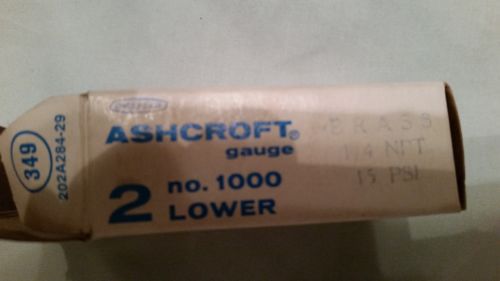 349
202A284-29
ASHCROFT®
gauge
2 no. 1000
LOWER
BRASS
1/4 NPT
15 PSI